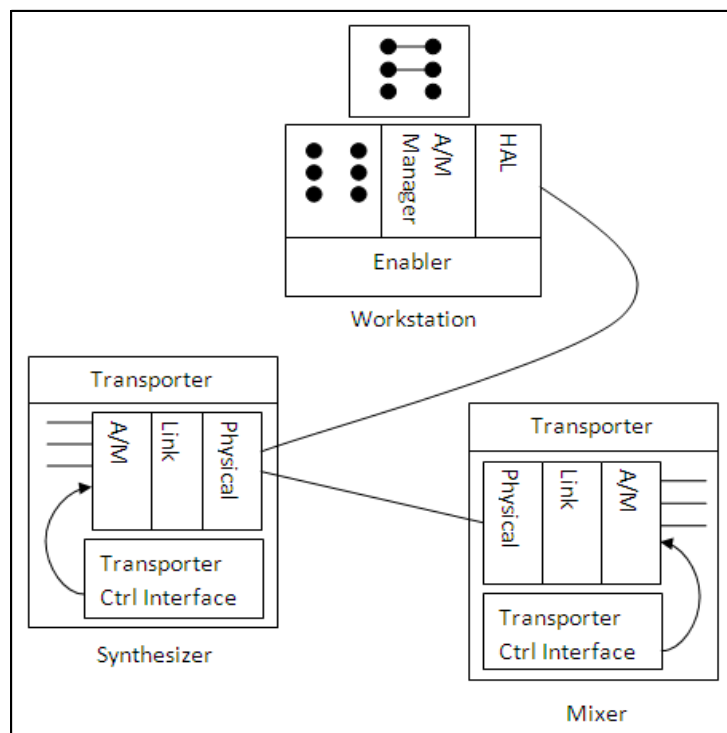 A/M
Manager
HAL
Enabler
Workstation
Transporter
A/M
Link
Physical
Transporter
Ctrl Interface
Synthesizer
Transporter
Physical
Link
A/M
Transporter
Ctrl Interface
Mixer